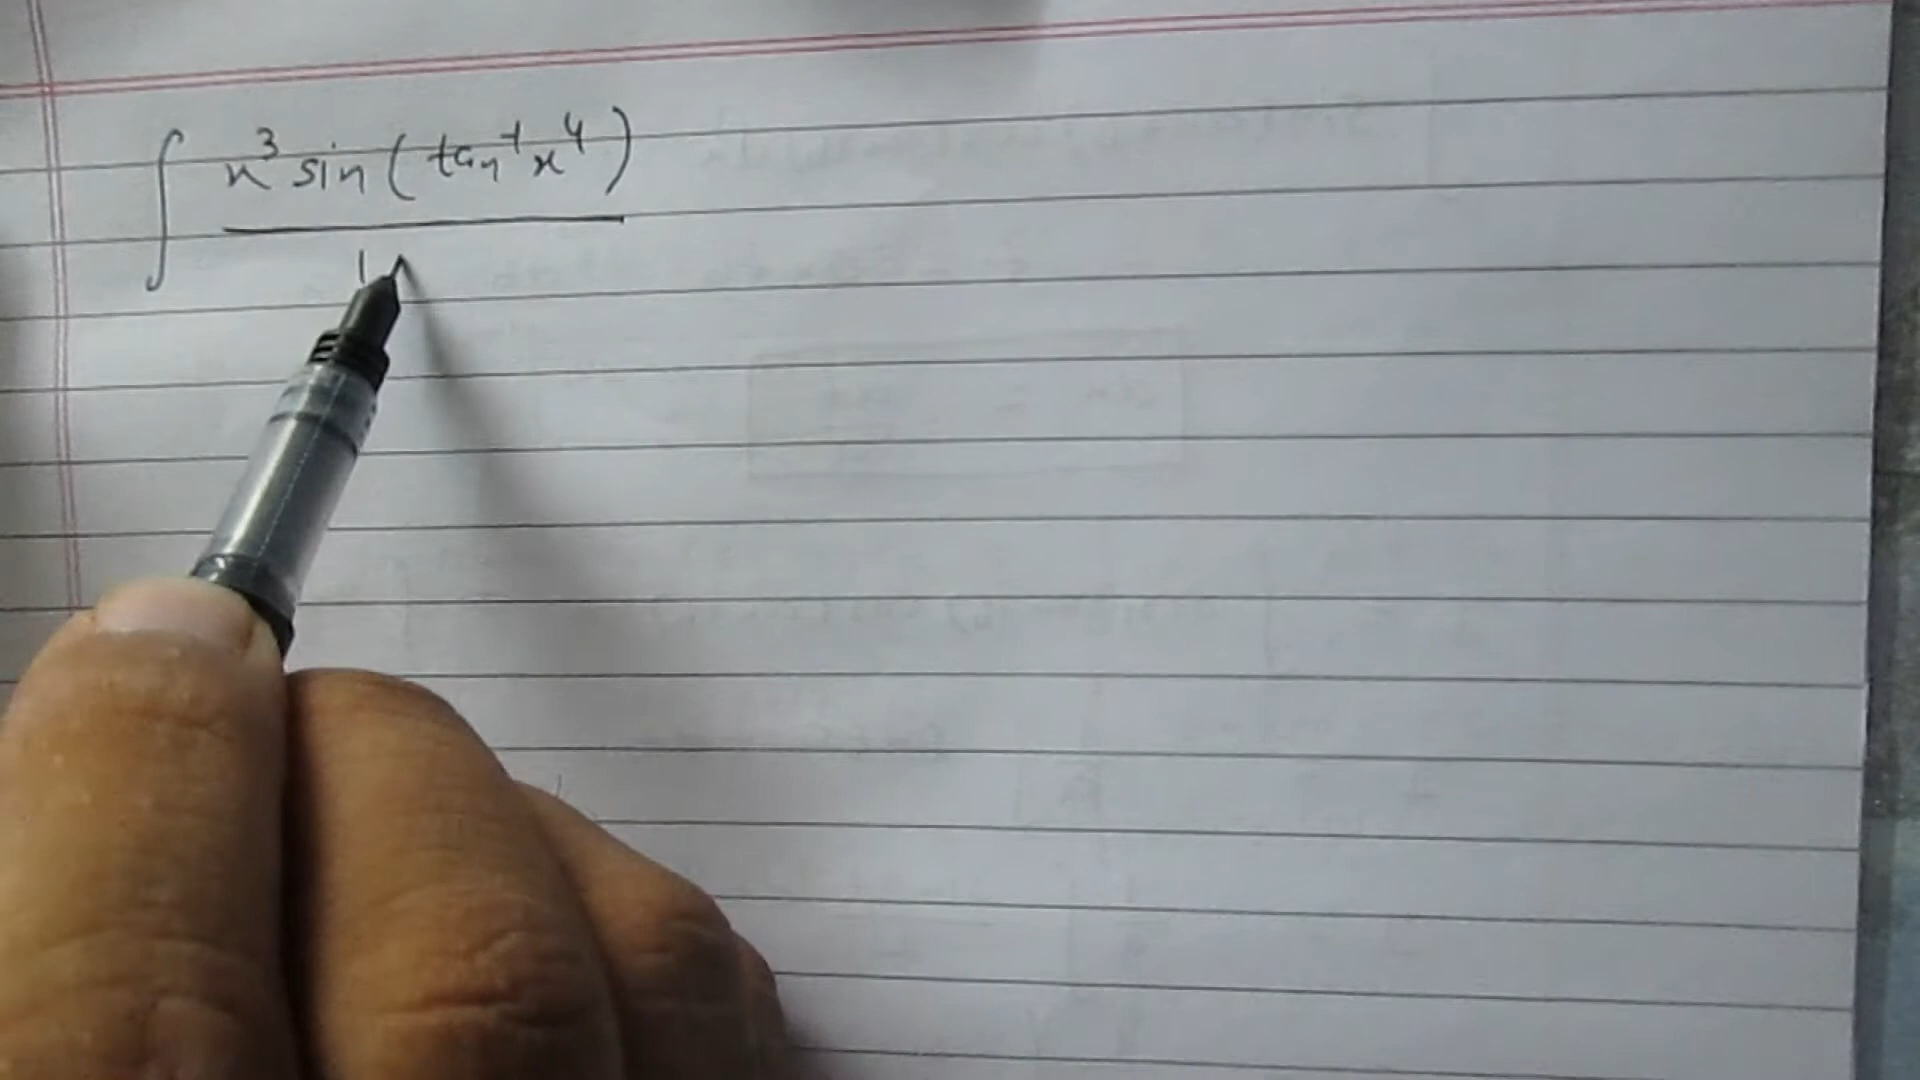 ∫ x³ sin(tan⁻¹x⁴)
1